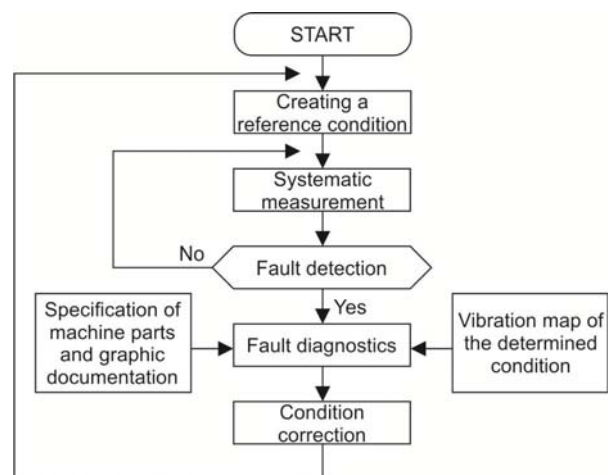 START
Creating a
reference condition
Systematic
measurement
No
Fault detection
Yes
Specification of
machine parts
and graphic
documentation
Fault diagnostics
Vibration map of
the determined
condition
Condition
correction